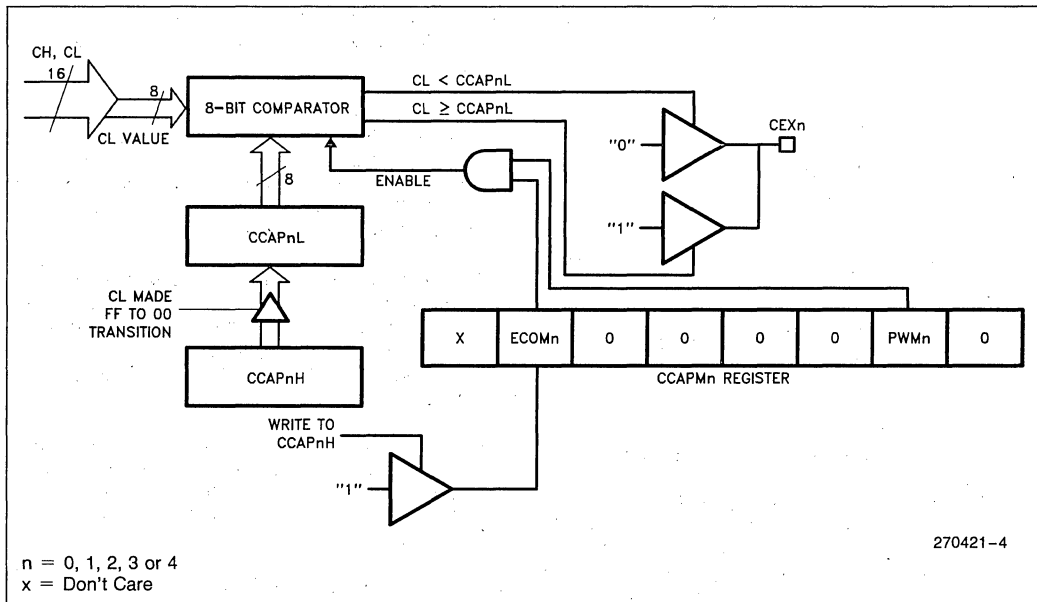 CH, CL
16
8
CL VALUE
8-BIT COMPARATOR
CL < CCAPnL
CL ≥ CCAPnL
"0"
CEXn
8
ENABLE
CCAPnL
"1"
CL MADE
FF TO 00
TRANSITION
X ECOMn 0 0 0 0 PWMn 0
CCAPMn REGISTER
CCAPnH
WRITE TO
CCAPnH
"1"
270421–4
n = 0, 1, 2, 3 or 4
x = Don't Care